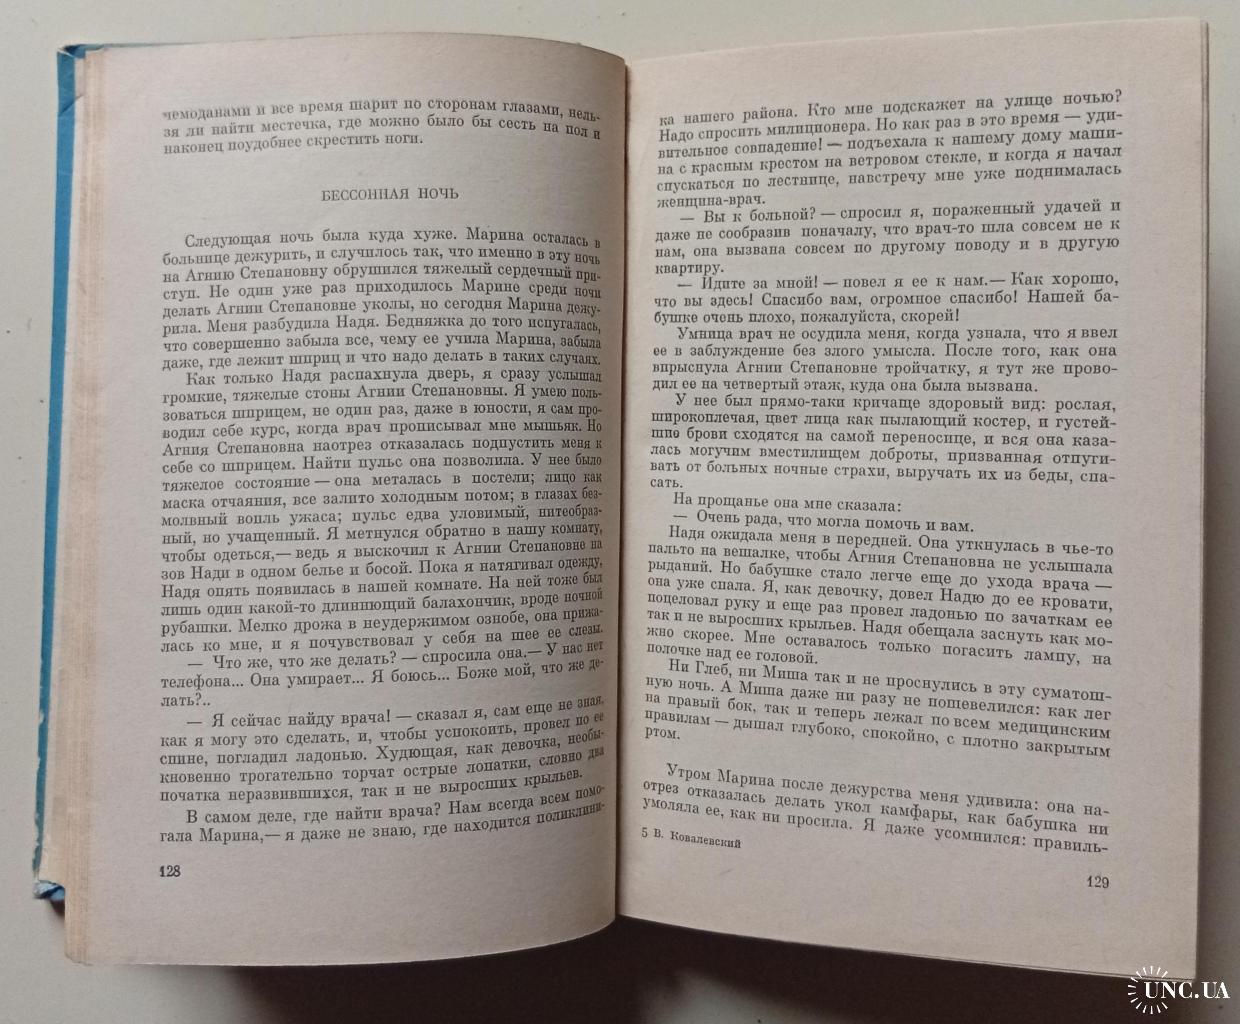 чемоданами и все время шарит по сторонам глазами, нель-
зя ли найти местечка, где можно было бы сесть на пол и
наконец поудобнее скрестить ноги.
БЕССОННАЯ НОЧЬ
Следующая ночь была куда хуже. Марина осталась в
больнице дежурить, и случилось так, что именно в эту ночь
на Агнию Степановну обрушился тяжелый сердечный при-
ступ. Не один уже раз приходилось Марине среди ночи
делать Агнии Степановне уколы, но сегодня Марина дежу-
рила. Меня разбудила Надя. Бедняжка до того испугалась,
что совершенно забыла все, чему ее учила Марина, забыла
даже, где лежит шприц и что надо делать в таких случаях.
Как только Надя распахнула дверь, я сразу услышал
громкие, тяжелые стоны Агнии Степановны. Я умею поль-
зоваться шприцем, не один раз, даже в юности, я сам про-
водил себе курс, когда врач прописывал мне мышьяк. Но
Агния Степановна наотрез отказалась подпустить меня к
себе со шприцем. Найти пульс она позволила. У нее было
тяжелое состояние — она металась в постели; лицо как
маска отчаяния, все залито холодным потом; в глазах без-
молвный вопль ужаса; пульс едва уловимый, нитеобраз-
ный, но учащенный. Я метнулся обратно в нашу комнату,
чтобы одеться,— ведь я выскочил к Агнии Степановне на
зов Нади в одном белье и босой. Пока я натягивал одежду,
Надя опять появилась в нашей комнате. На ней тоже был
лишь один какой-то длиннющий балахончик, вроде ночной
рубашки. Мелко дрожа в неудержимом ознобе, она прижа-
лась ко мне, и я почувствовал у себя на шее ее слезы.
— Что же, что же делать? — спросила она.— У нас нет
телефона... Она умирает... Я боюсь... Боже мой, что же де-
лать?..
— Я сейчас найду врача! — сказал я, сам еще не зная,
как я могу это сделать, и, чтобы успокоить, провел по ее
спине, погладил ладонью. Худющая, как девочка, необы-
кновенно трогательно торчат острые лопатки, словно два
початка неразвившихся, так и не выросших крыльев.
В самом деле, где найти врача? Нам всегда всем помо-
гала Марина,— я даже не знаю, где находится поликлини-
128
ка нашего района. Кто мне подскажет на улице ночью?
Надо спросить милиционера. Но как раз в это время — уди-
вительное совпадение! — подъехала к нашему дому маши-
на с красным крестом на ветровом стекле, и когда я начал
спускаться по лестнице, навстречу мне уже поднималась
женщина-врач.
— Вы к больной? — спросил я, пораженный удачей и
даже не сообразив поначалу, что врач-то шла совсем не к
нам, она вызвана совсем по другому поводу и в другую
квартиру.
— Идите за мной! — повел я ее к нам.— Как хорошо,
что вы здесь! Спасибо вам, огромное спасибо! Нашей ба-
бушке очень плохо, пожалуйста, скорей!
Умница врач не осудила меня, когда узнала, что я ввел
ее в заблуждение без злого умысла. После того, как она
впрыснула Агнии Степановне тройчатку, я тут же прово-
дил ее на четвертый этаж, куда она была вызвана.
У нее был прямо-таки кричаще здоровый вид: рослая,
широкоплечая, цвет лица как пылающий костер, и густей-
шие брови сходятся на самой переносице, и вся она каза-
лась могучим вместилищем доброты, призванная отпуги-
вать от больных ночные страхи, выручать их из беды, спа-
сать.
На прощанье она мне сказала:
— Очень рада, что могла помочь и вам.
Надя ожидала меня в передней. Она уткнулась в чье-то
пальто на вешалке, чтобы Агния Степановна не услышала
рыданий. Но бабушке стало легче еще до ухода врача —
она уже спала. Я, как девочку, довел Надю до ее кровати,
поцеловал руку и еще раз провел ладонью по зачаткам ее
так и не выросших крыльев. Надя обещала заснуть как мо-
жно скорее. Мне оставалось только погасить лампу, на
полочке над ее головой.
Ни Глеб, ни Миша так и не проснулись в эту суматош-
ную ночь. А Миша даже ни разу не пошевелился: как лег
на правый бок, так и теперь лежал по всем медицинским
правилам — дышал глубоко, спокойно, с плотно закрытым
ртом.
Утром Марина после дежурства меня удивила: она на-
отрез отказалась делать укол камфары, как бабушка ни
умоляла ее, как ни просила. Я даже усомнился: правиль-
5 В. Ковалевский
129
UNC.UA